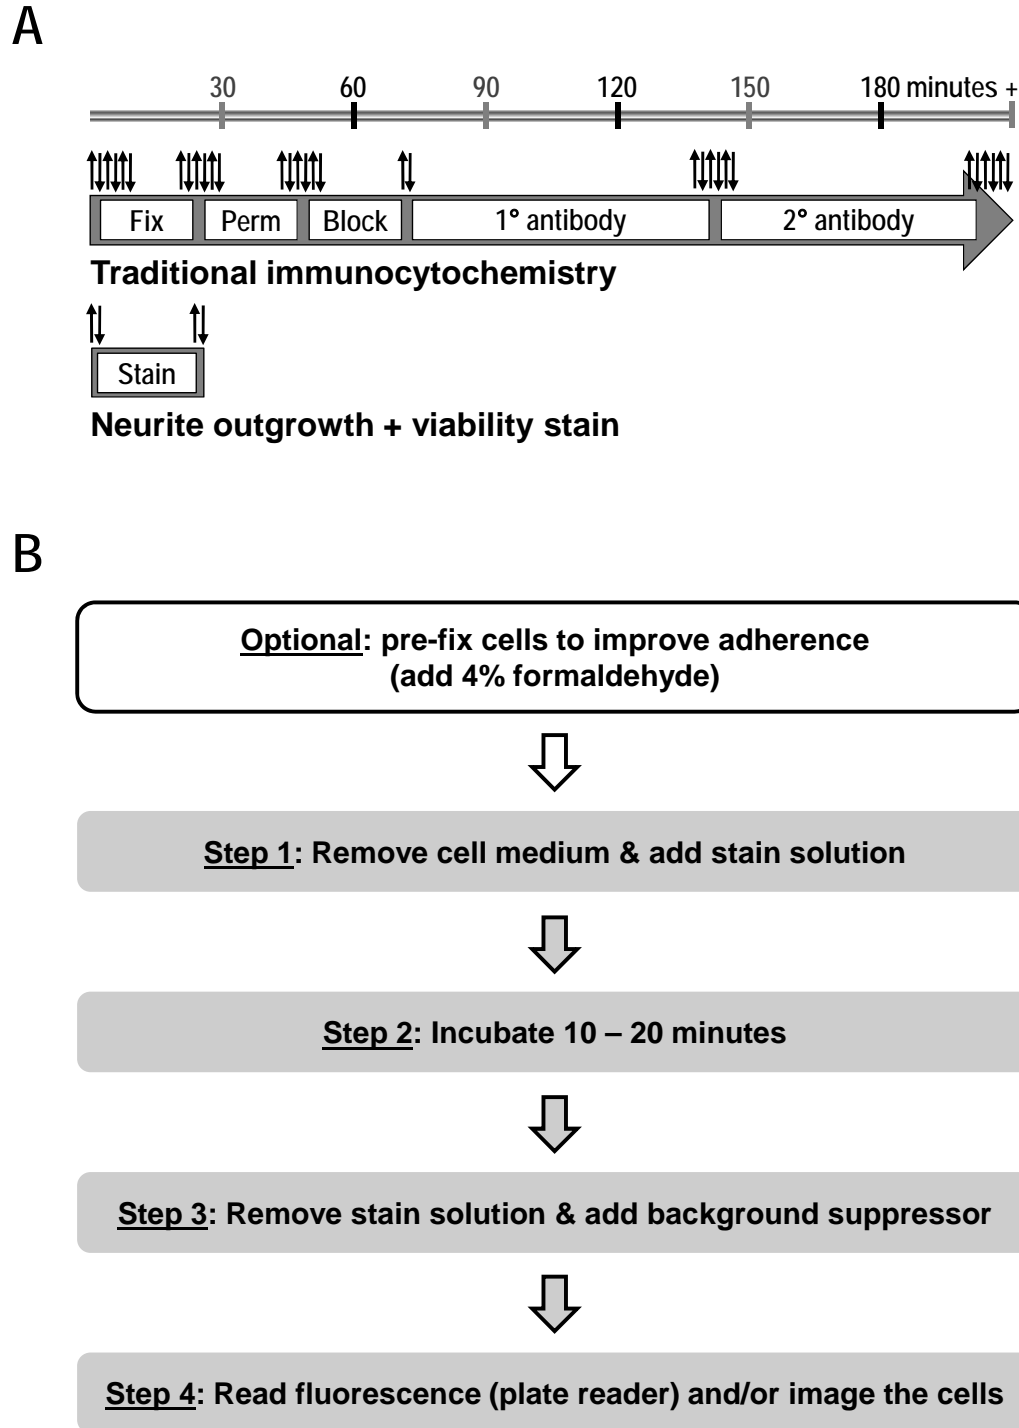 A
30 60 90 120 150 180 minutes +
Fix Perm Block 1° antibody 2° antibody
Traditional immunocytochemistry
Stain
Neurite outgrowth + viability stain
B
Optional: pre-fix cells to improve adherence
(add 4% formaldehyde)
Step 1: Remove cell medium & add stain solution
Step 2: Incubate 10 – 20 minutes
Step 3: Remove stain solution & add background suppressor
Step 4: Read fluorescence (plate reader) and/or image the cells